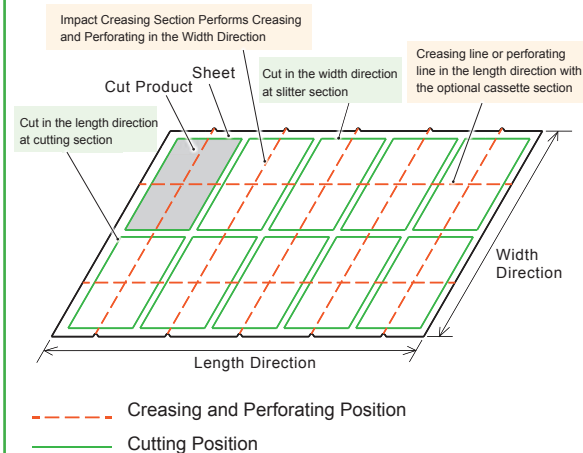 Impact Creasing Section Performs Creasing
and Perforating in the Width Direction
Creasing line or perforating
line in the length direction with
the optional cassette section
Sheet
Cut Product
Cut in the width direction
at slitter section
Cut in the length direction
at cutting section
Width
Direction
Length Direction
Creasing and Perforating Position
Cutting Position